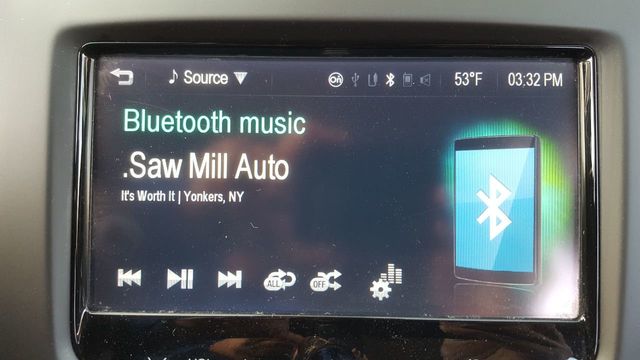 Source 53°F 03:32 PM
Bluetooth music
.Saw Mill Auto
It's Worth It | Yonkers, NY
ALL OFF